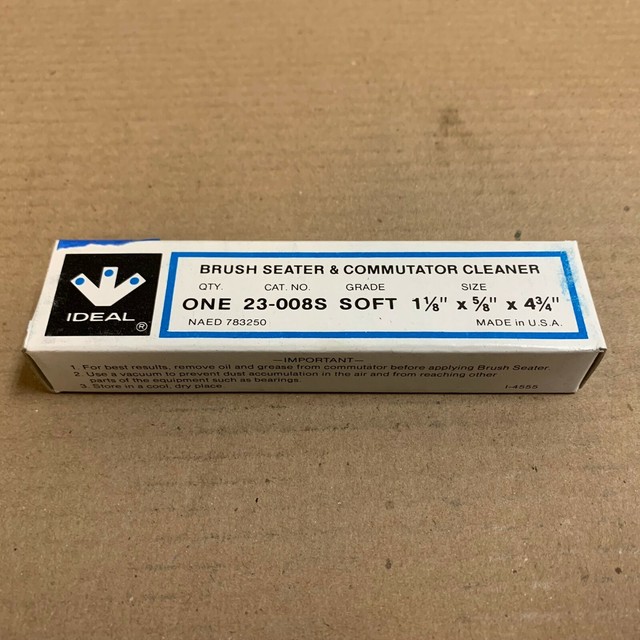 IDEAL ®
BRUSH SEATER & COMMUTATOR CLEANER
QTY. CAT. NO. GRADE SIZE
ONE 23-008S SOFT 1⅛" x ⅝" x 4¾"
NAED 783250 MADE in U.S.A.
—IMPORTANT—
1. For best results, remove oil and grease from commutator before applying Brush Seater.
2. Use a vacuum to prevent dust accumulation in the air and from reaching other
parts of the equipment such as bearings.
3. Store in a cool, dry place I-4555